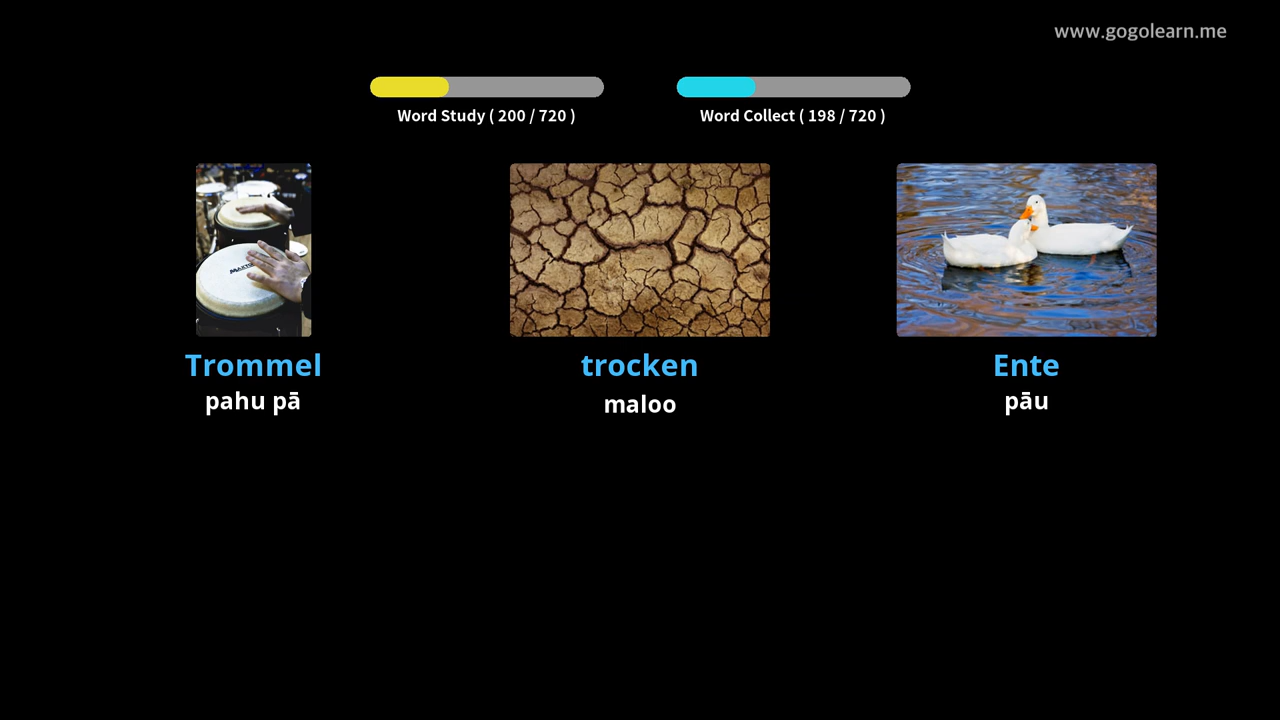 www.gogolearn.me
Word Study ( 200 / 720 )
Word Collect ( 198 / 720 )
Trommel
trocken
Ente
pahu pā
maloo
pāu